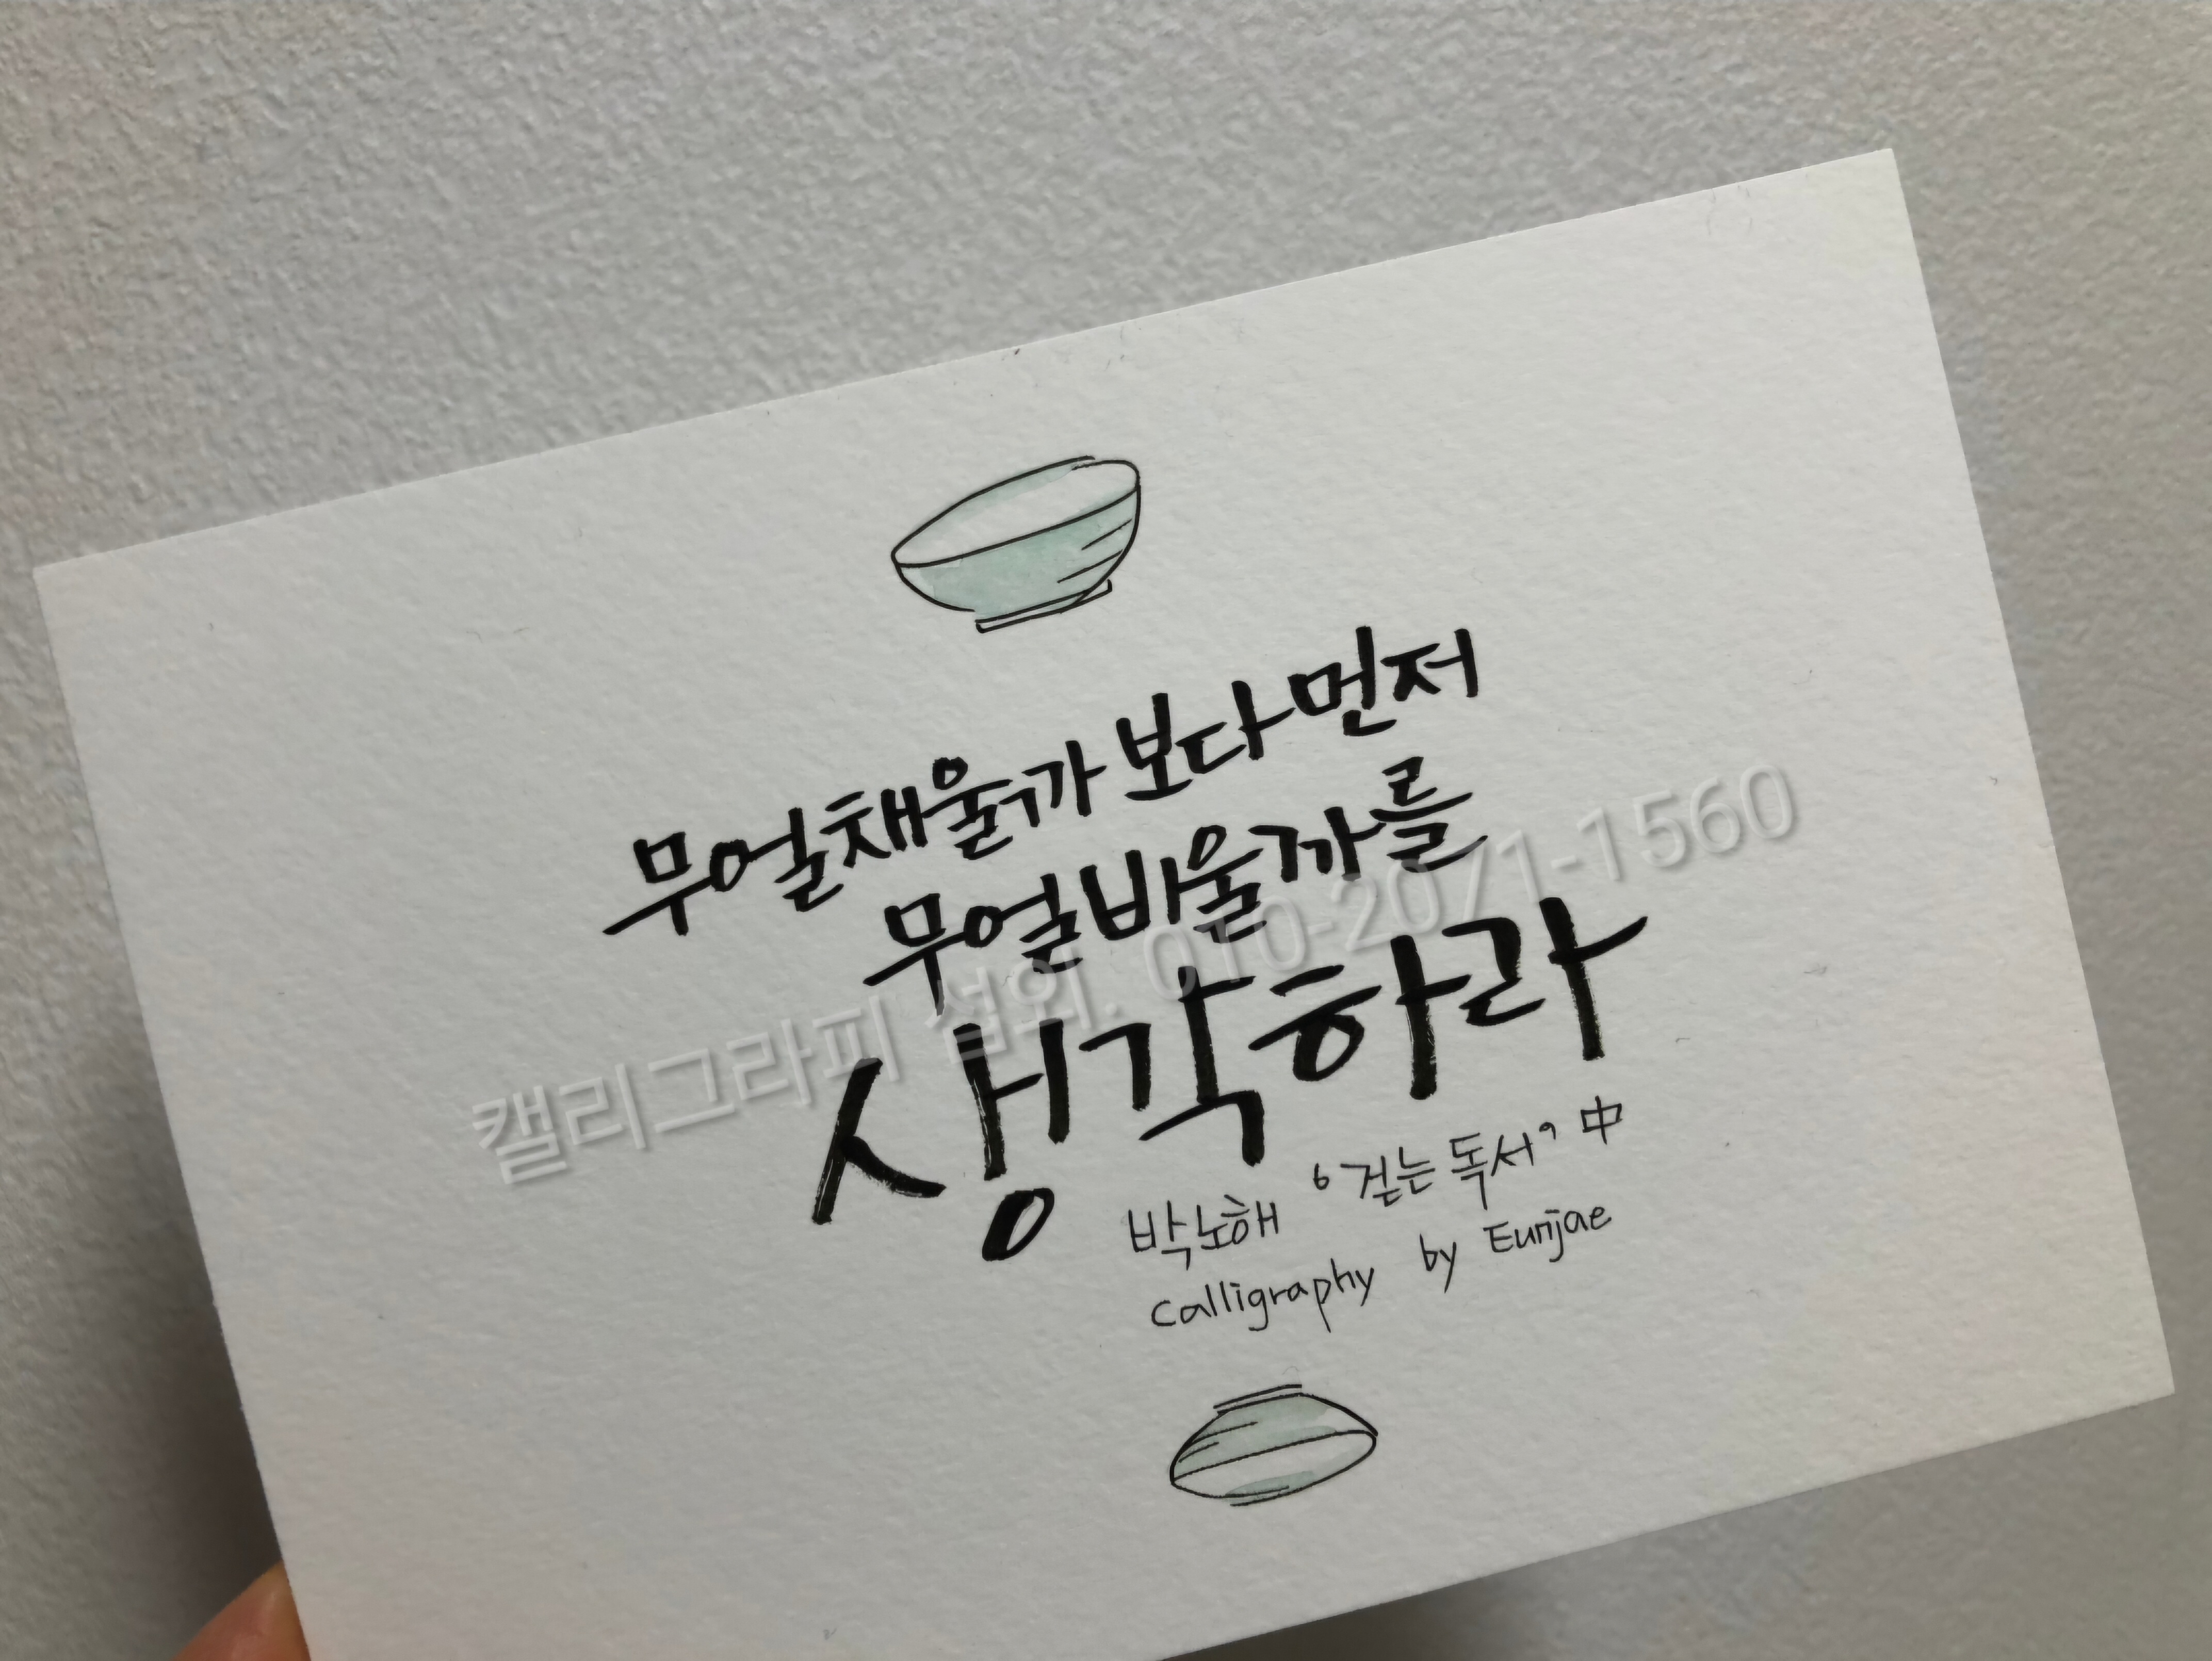 무얼채울까 보다 먼저
무얼 비울까를
생각하라
박노해 '걷는 독서' 中
calligraphy by Eunjae
캘리그라피 섭외. 010-2071-1560